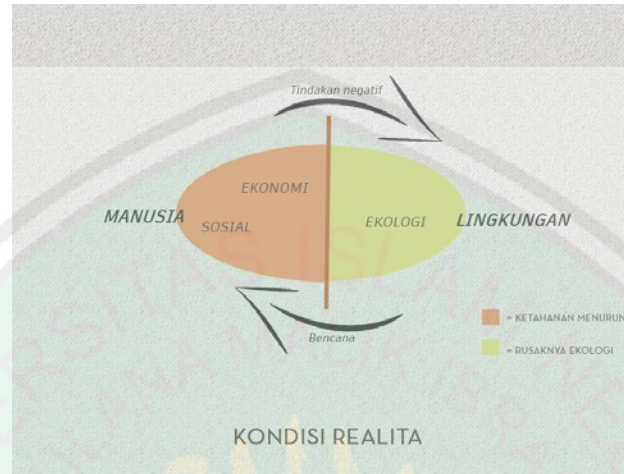 Tindakan negatif
EKONOMI
MANUSIA
SOSIAL
EKOLOGI
LINGKUNGAN
= KETAHANAN MENURUN
= RUSAKNYA EKOLOGI
Bencana
KONDISI REALITA